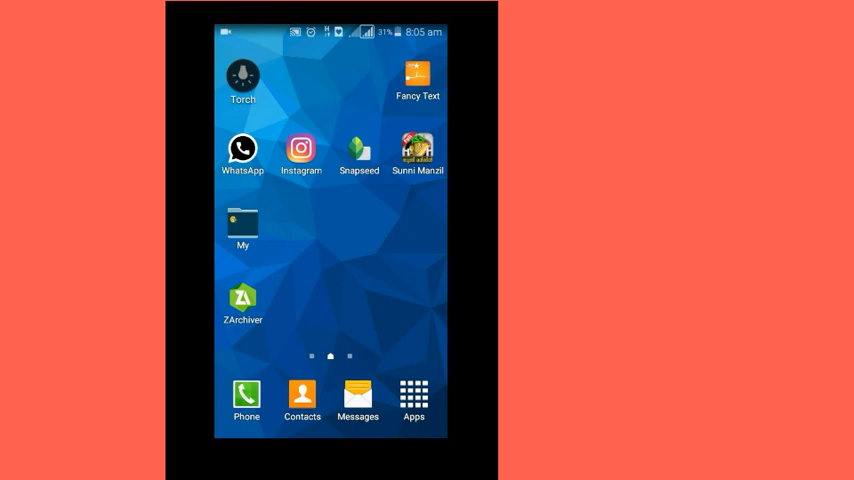 31% 8:05 am
Torch
Fancy Text
WhatsApp
Instagram
Snapseed
Sunni Manzil
My
ZArchiver
Phone
Contacts
Messages
Apps